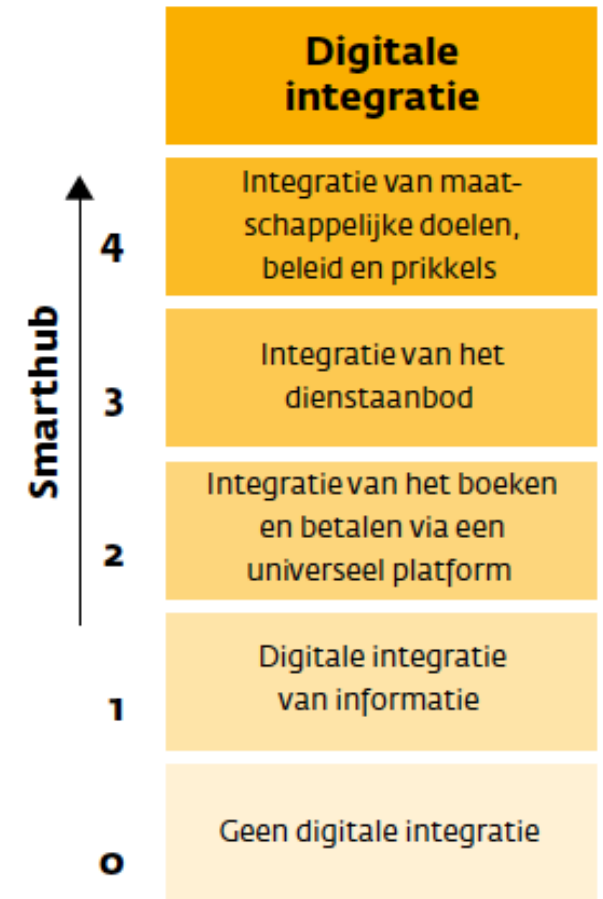 Digitale
integratie
Smarthub
4
Integratie van maat-
schappelijke doelen,
beleid en prikkels
3
Integratie van het
dienstaanbod
2
Integratie van het boeken
en betalen via een
universeel platform
1
Digitale integratie
van informatie
0
Geen digitale integratie